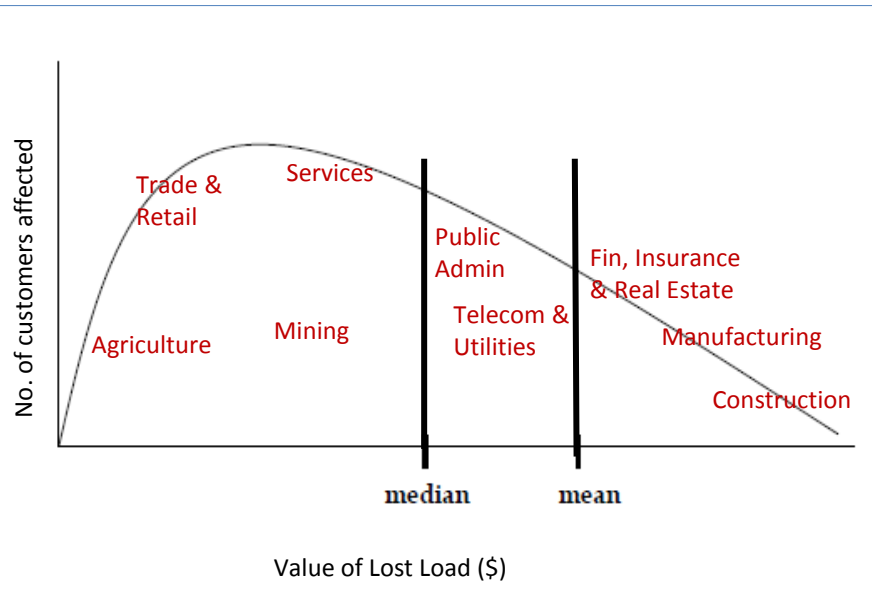 No. of customers affected
Trade &
Retail
Services
Public
Admin
Fin, Insurance
& Real Estate
Agriculture
Mining
Telecom &
Utilities
Manufacturing
Construction
median
mean
Value of Lost Load ($)